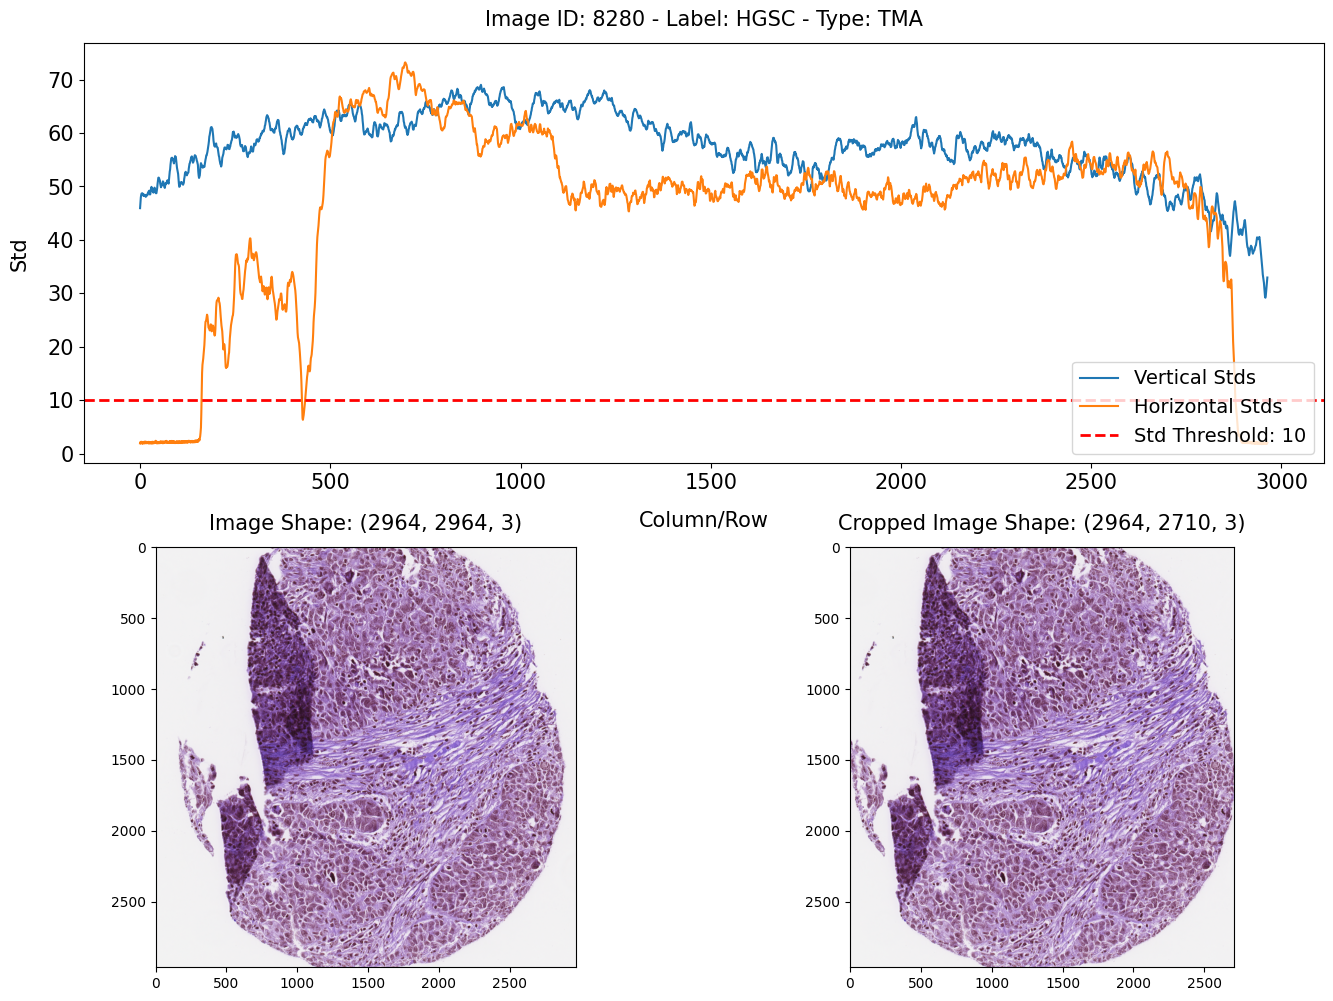 Image ID: 8280 - Label: HGSC - Type: TMA
Std
70
60
50
40
30
20
10
0
Vertical Stds
Horizontal Stds
Std Threshold: 10
0 500 1000 1500 2000 2500 3000
Column/Row
Image Shape: (2964, 2964, 3)
0
500
1000
1500
2000
2500
0 500 1000 1500 2000 2500
Cropped Image Shape: (2964, 2710, 3)
0
500
1000
1500
2000
2500
0 500 1000 1500 2000 2500